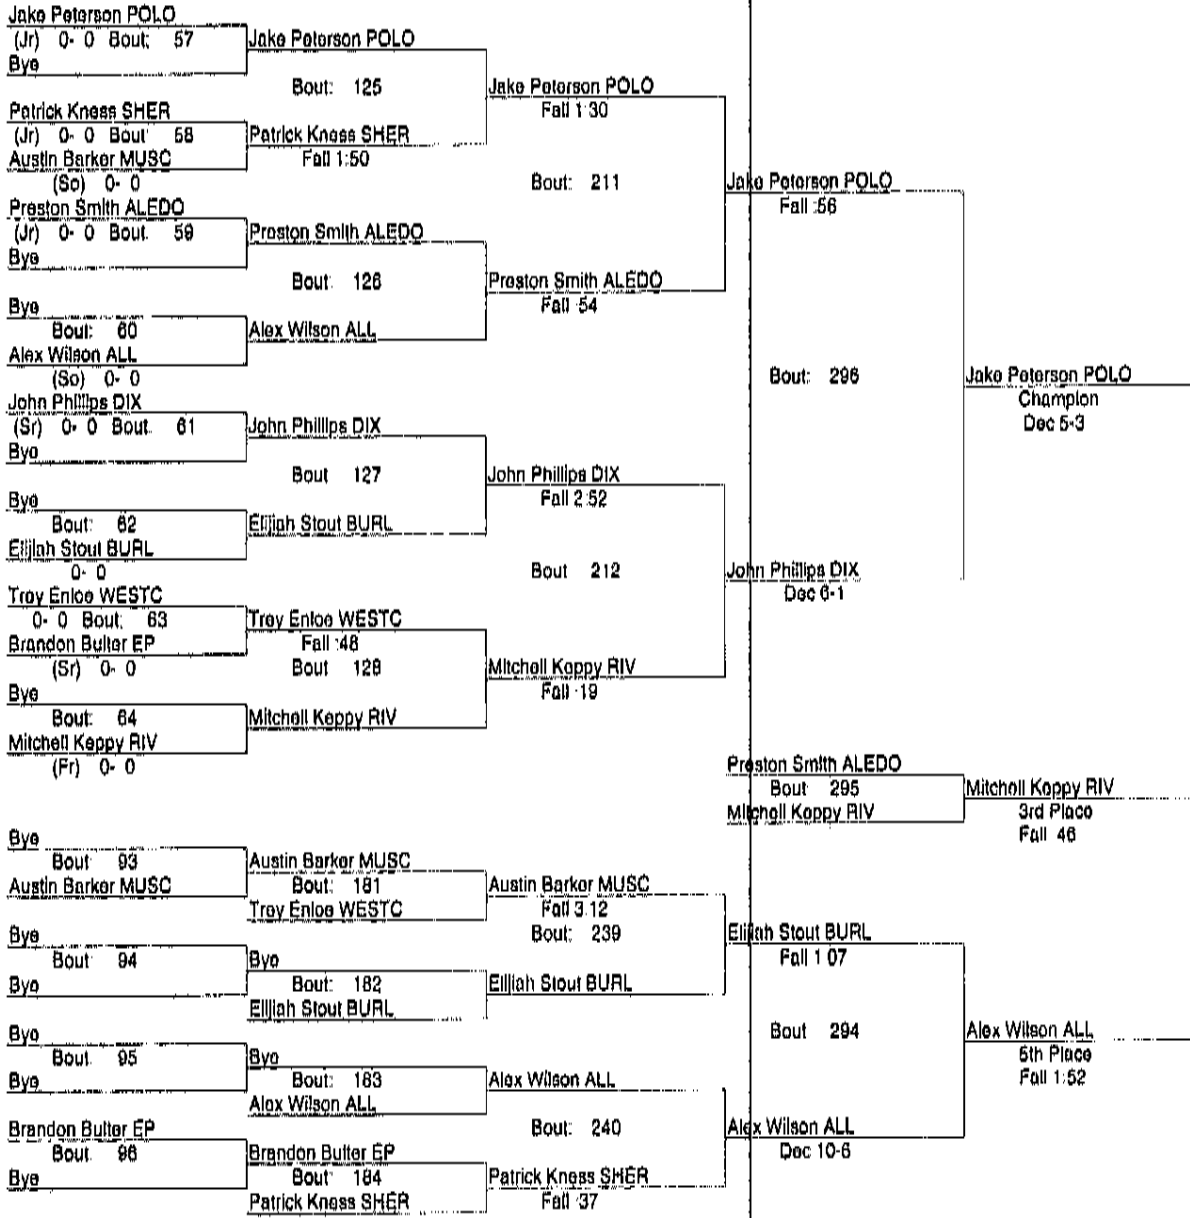 Jake Peterson POLO
(Jr) 0- 0 Bout: 57
Bye
Jake Peterson POLO
Bout: 125
Patrick Kness SHER
(Jr) 0- 0 Bout 58
Austin Barker MUSC
(So) 0- 0
Patrick Kness SHER
Fall 1:50
Jake Peterson POLO
Fall 1:30
Bout: 211
Preston Smith ALEDO
(Jr) 0- 0 Bout. 59
Bye
Preston Smith ALEDO
Bout: 126
Bye
Bout: 60
Alex Wilson ALL
(So) 0- 0
Alex Wilson ALL
Preston Smith ALEDO
Fall :54
Jake Peterson POLO
Fall :56
Bout: 296
Jake Peterson POLO
Champion
Dec 5-3
John Phillips DIX
(Sr) 0- 0 Bout. 61
Bye
John Phillips DIX
Bout 127
Bye
Bout: 62
Elijiah Stout BURL
0- 0
Elijiah Stout BURL
John Phillips DIX
Fall 2:52
Bout 212
Troy Enloe WESTC
0- 0 Bout: 63
Brandon Bulter EP
(Sr) 0- 0
Troy Enloe WESTC
Fall :48
Bout 128
Bye
Bout: 64
Mitchell Keppy RIV
(Fr) 0- 0
Mitchell Keppy RIV
Mitchell Keppy RIV
Fall :19
John Phillips DIX
Dec 6-1
Preston Smith ALEDO
Bout 295
Mitchell Keppy RIV
Mitchell Keppy RIV
3rd Place
Fall 46
Bye
Bout 93
Austin Barker MUSC
Austin Barker MUSC
Bout: 181
Troy Enloe WESTC
Austin Barker MUSC
Fall 3.12
Bout: 239
Bye
Bout 94
Bye
Bye
Bout: 182
Elijiah Stout BURL
Elijiah Stout BURL
Elijiah Stout BURL
Fall 1 07
Bout 294
Alex Wilson ALL
5th Place
Fall 1:52
Bye
Bout. 95
Bye
Bye
Bout: 183
Alex Wilson ALL
Alex Wilson ALL
Bout: 240
Brandon Bulter EP
Bout. 96
Bye
Brandon Bulter EP
Bout 184
Patrick Kness SHER
Patrick Kness SHER
Fall :37
Alex Wilson ALL
Dec 10-6